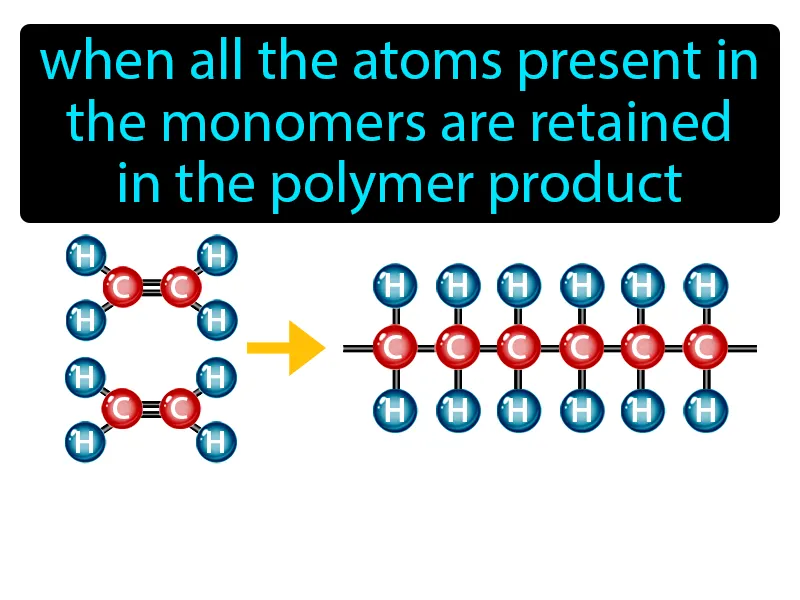 when all the atoms present in
the monomers are retained
in the polymer product
H H
C C
H H
H H
C C
H H
H H H H H H
C C C C C C
H H H H H H